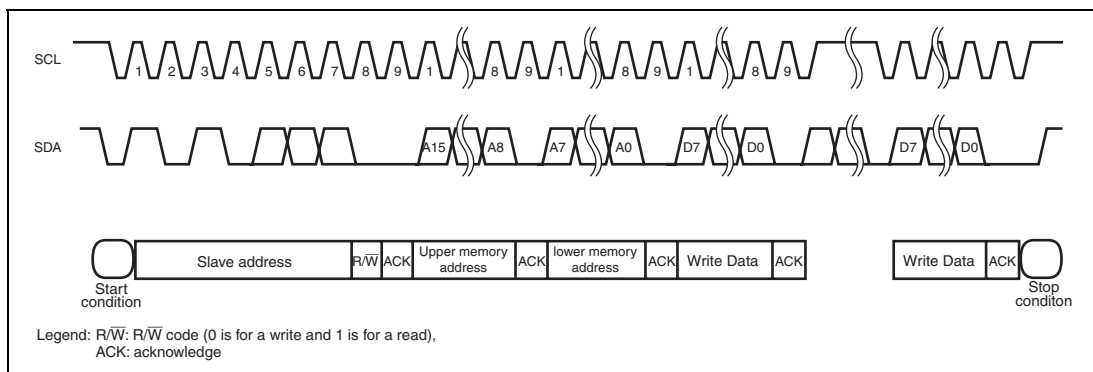 SCL
1 2 3 4 5 6 7 8 9 1 8 9 1 8 9 1 8 9
SDA
A15 A8 A7 A0 D7 D0 D7 D0
Slave address R/W̅ ACK Upper memory address ACK lower memory address ACK Write Data ACK Write Data ACK
Start condition
Stop conditon
Legend: R/W̅: R/W̅ code (0 is for a write and 1 is for a read),
ACK: acknowledge